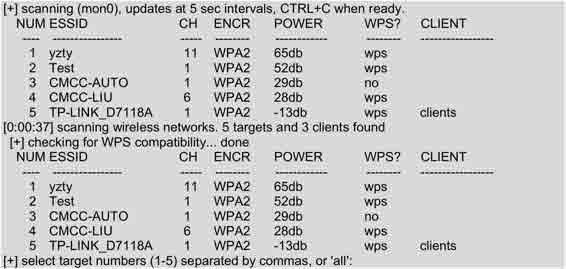 [+] scanning (mon0), updates at 5 sec intervals, CTRL+C when ready.
NUM ESSID CH ENCR POWER WPS? CLIENT
---- ---------------- ----- -------- ---------- -------- -----------------
1 yzty 11 WPA2 65db wps
2 Test 1 WPA2 52db wps
3 CMCC-AUTO 1 WPA2 29db no
4 CMCC-LIU 6 WPA2 28db wps
5 TP-LINK_D7118A 1 WPA2 -13db wps clients
[0:00:37] scanning wireless networks. 5 targets and 3 clients found
[+] checking for WPS compatibility... done
NUM ESSID CH ENCR POWER WPS? CLIENT
---- ---------------- ----- -------- ---------- -------- -----------------
1 yzty 11 WPA2 65db wps
2 Test 1 WPA2 52db wps
3 CMCC-AUTO 1 WPA2 29db no
4 CMCC-LIU 6 WPA2 28db wps
5 TP-LINK_D7118A 1 WPA2 -13db wps clients
[+] select target numbers (1-5) separated by commas, or 'all':